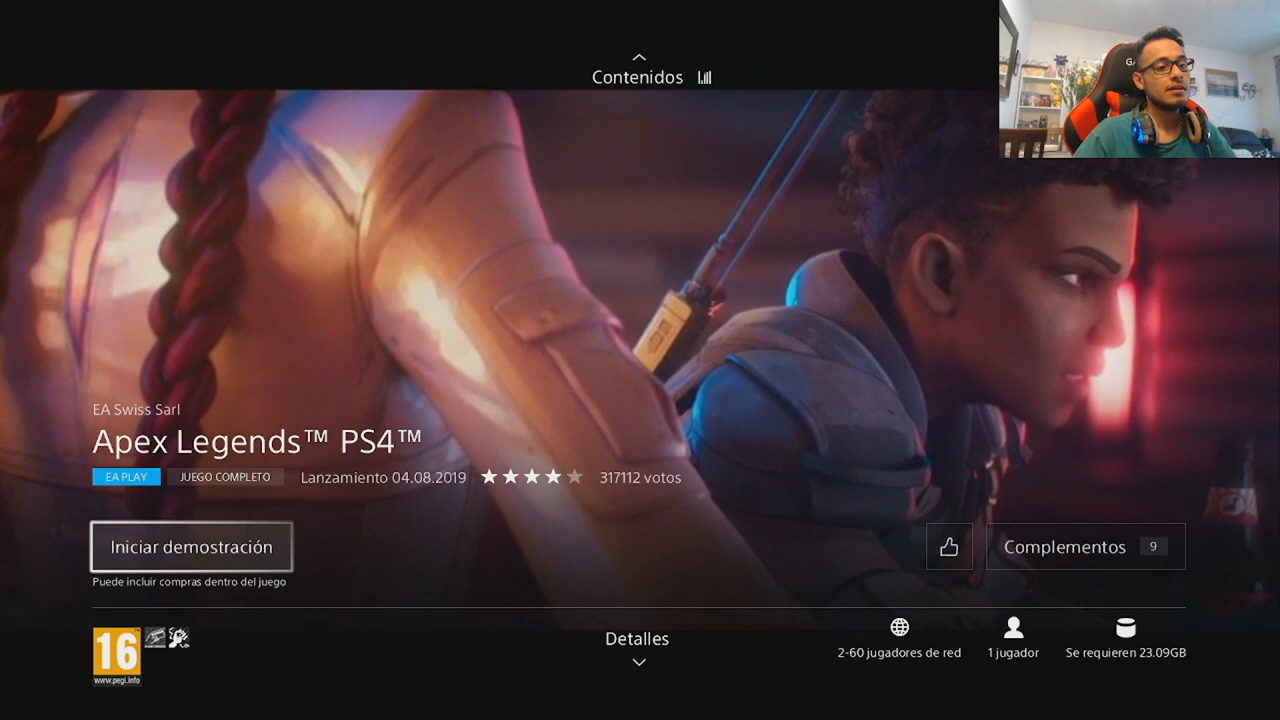 Contenidos
EA Swiss Sarl
Apex Legends™ PS4™
EA PLAY
JUEGO COMPLETO
Lanzamiento 04.08.2019
317112 votos
Iniciar demostración
Puede incluir compras dentro del juego
Complementos 9
16
www.pegi.info
Detalles
2-60 jugadores de red
1 jugador
Se requieren 23.09GB